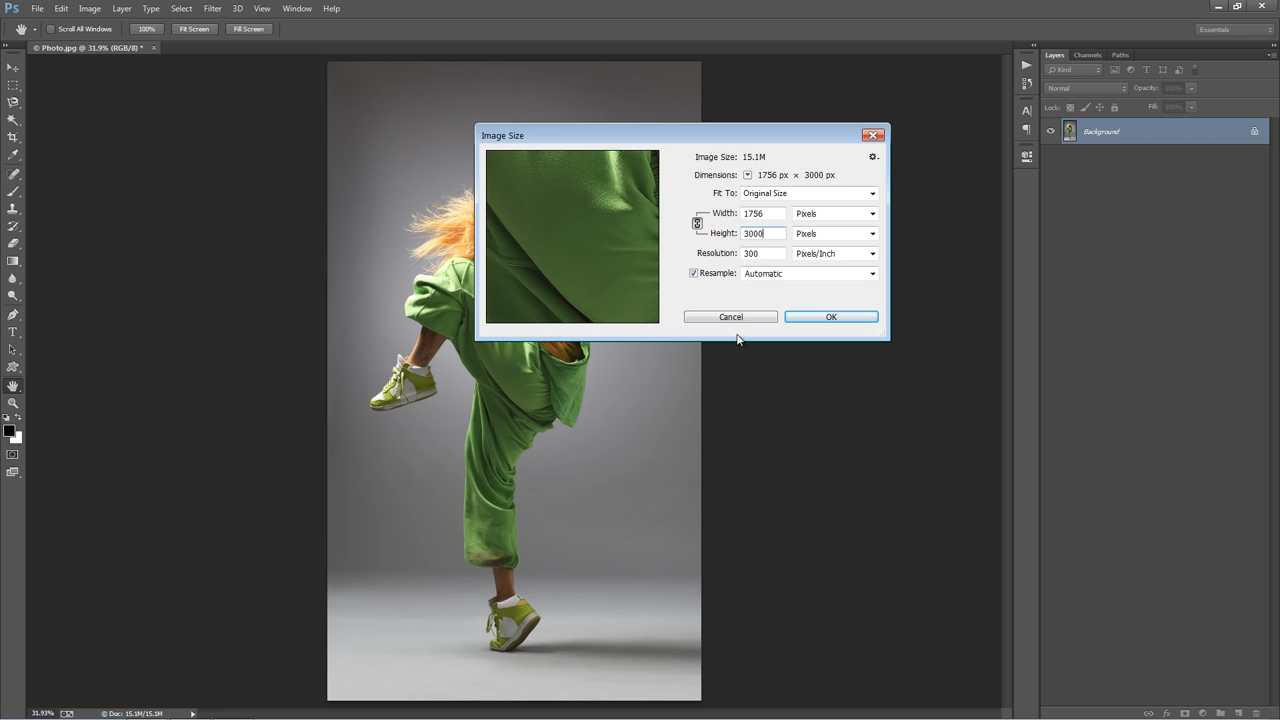 Ps File Edit Image Layer Type Select Filter 3D View Window Help
Scroll All Windows 100% Fit Screen Fill Screen Essentials
© Photo.jpg @ 31.9% (RGB/8) * ×
Layers Channels Paths
Kind
Normal Opacity: 100%
Lock: Fill: 100%
Background
Image Size
Image Size: 15.1M
Dimensions: 1756 px × 3000 px
Fit To: Original Size
Width: 1756 Pixels
Height: 3000 Pixels
Resolution: 300 Pixels/Inch
Resample: Automatic
Cancel OK
31.93% © Doc: 15.1M/15.1M